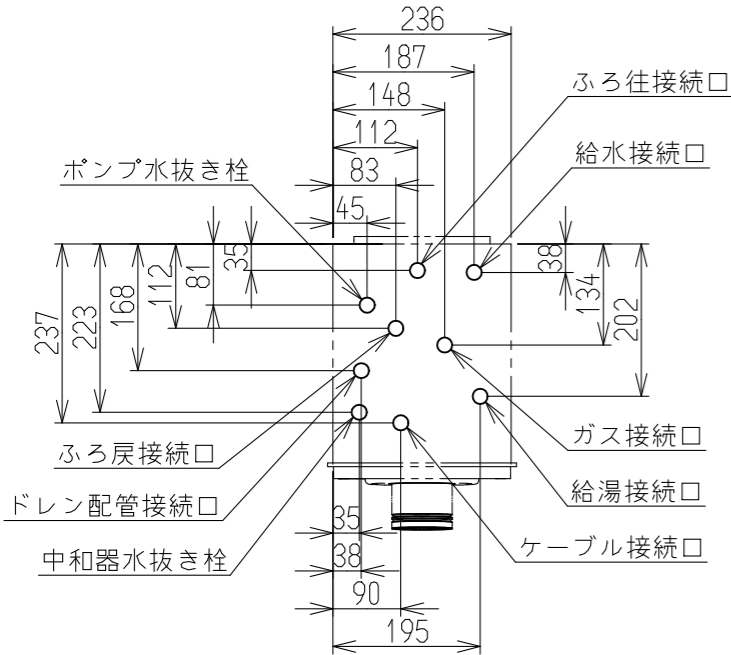 236
187
ふろ往接続口
148
112
給水接続口
ポンプ水抜き栓
83
45
35
81
112
168
223
237
38
134
202
ふろ戻接続口
ガス接続口
ドレン配管接続口
給湯接続口
35
中和器水抜き栓
38
ケーブル接続口
90
195